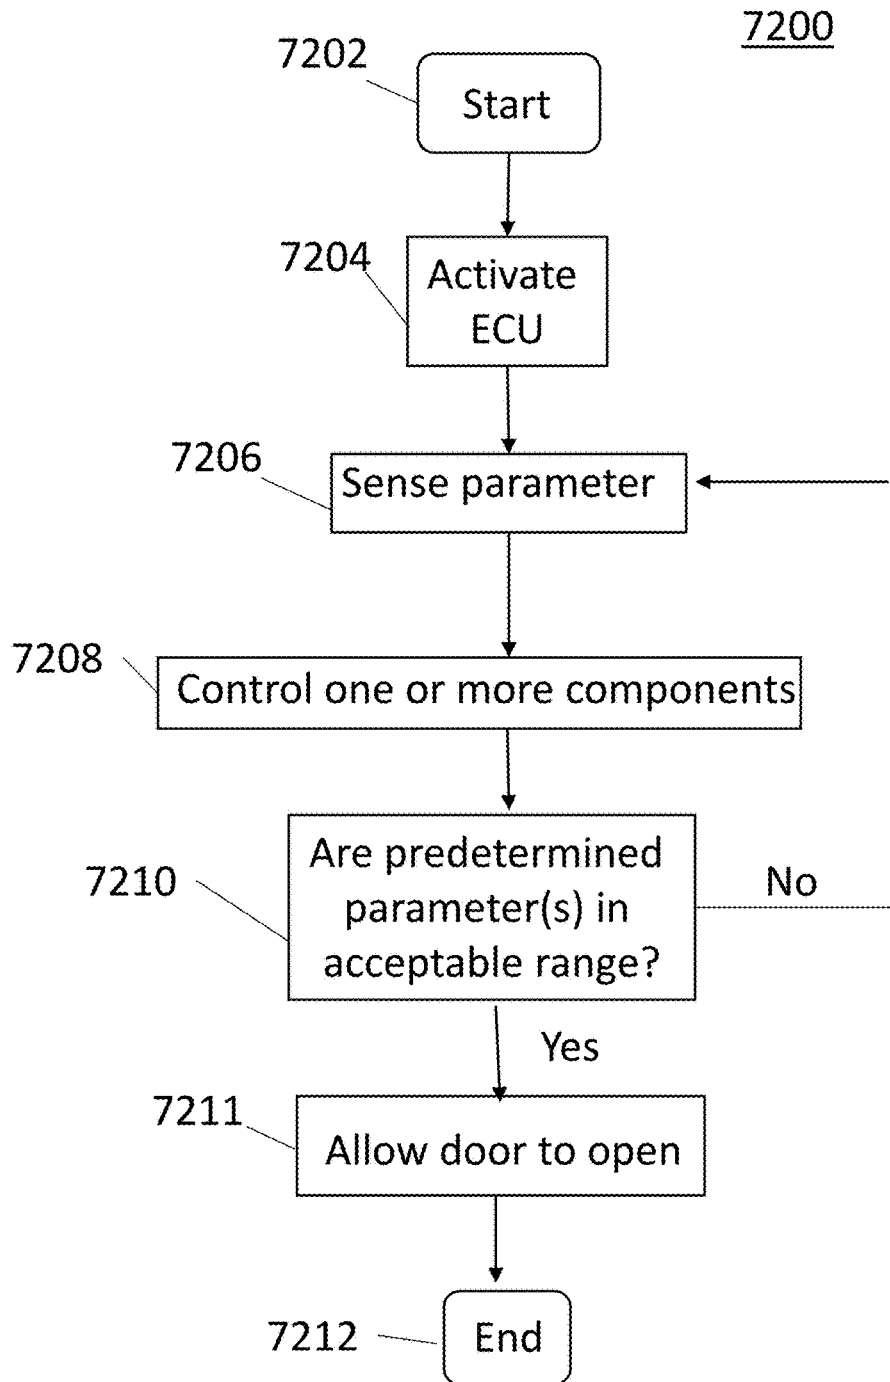 7200
7202
Start
7204
Activate
ECU
7206
Sense parameter
7208
Control one or more components
7210
Are predetermined
parameter(s) in
acceptable range?
No
Yes
7211
Allow door to open
7212
End